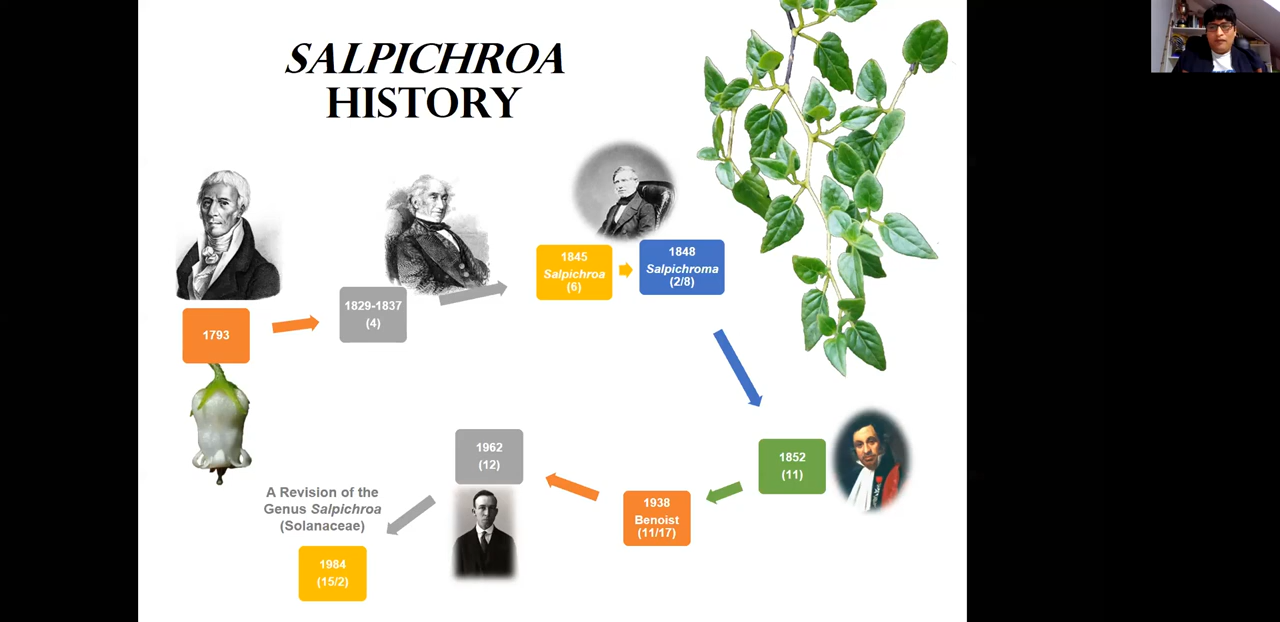 SALPICHROA
HISTORY
1793
1829-1837
(4)
1845
Salpichroa
(6)
1848
Salpichroma
(2/8)
1852
(11)
1938
Benoist
(11/17)
1962
(12)
A Revision of the
Genus Salpichroa
(Solanaceae)
1984
(15/2)